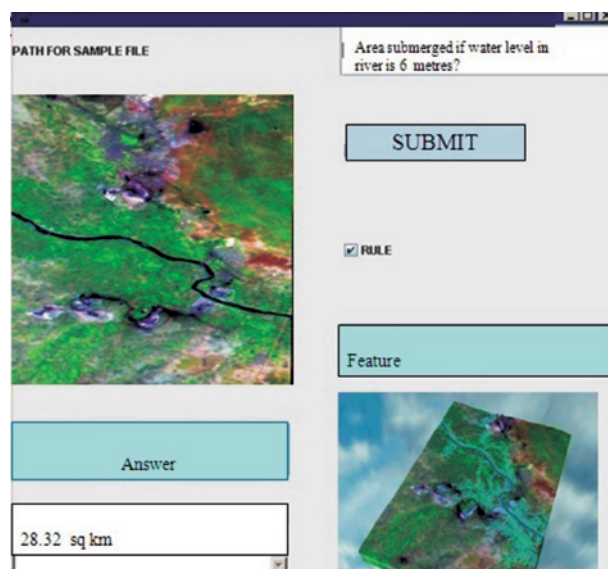 PATH FOR SAMPLE FILE
Area submerged if water level in
river is 6 metres?
SUBMIT
RULE
Feature
Answer
28.32 sq km